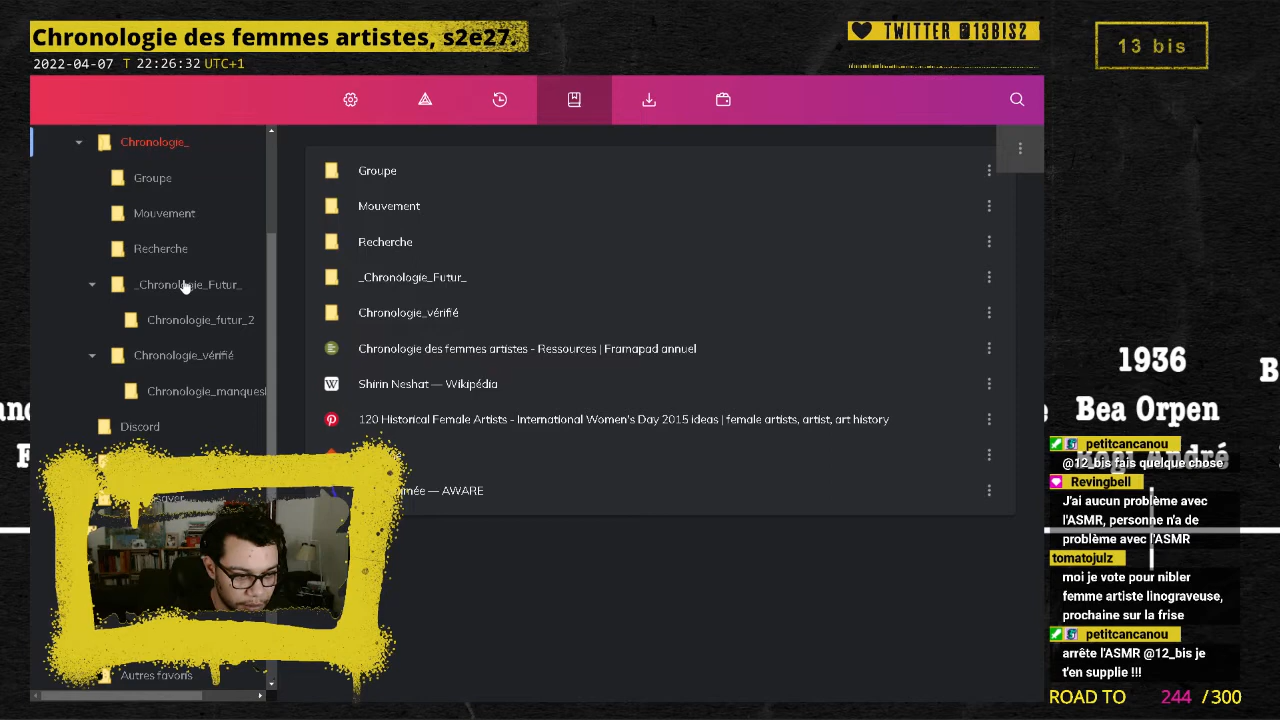 Chronologie des femmes artistes, s2e27.
2022-04-07 T 22:26:32 UTC+1
TWITTER @13BIS2
13 bis
Chronologie_
Groupe
Mouvement
Recherche
_Chronologie_Futur_
Chronologie_futur_2
Chronologie_vérifié
Chronologie_manques
Discord
Autres favoris
Groupe
Mouvement
Recherche
_Chronologie_Futur_
Chronologie_vérifié
Chronologie des femmes artistes - Ressources | Framapad annuel
W Shirin Neshat — Wikipédia
120 Historical Female Artists - International Women's Day 2015 ideas | female artists, artist, art history
— AWARE
1936
Bea Orpen
André
B
petitcancanou
@12_bis fais quelque chose
Revingbell
J'ai aucun problème avec
l'ASMR, personne n'a de
problème avec l'ASMR
tomatojulz
moi je vote pour nibler
femme artiste linograveuse,
prochaine sur la frise
petitcancanou
arrête l'ASMR @12_bis je
t'en supplie !!!
ROAD TO 244 / 300